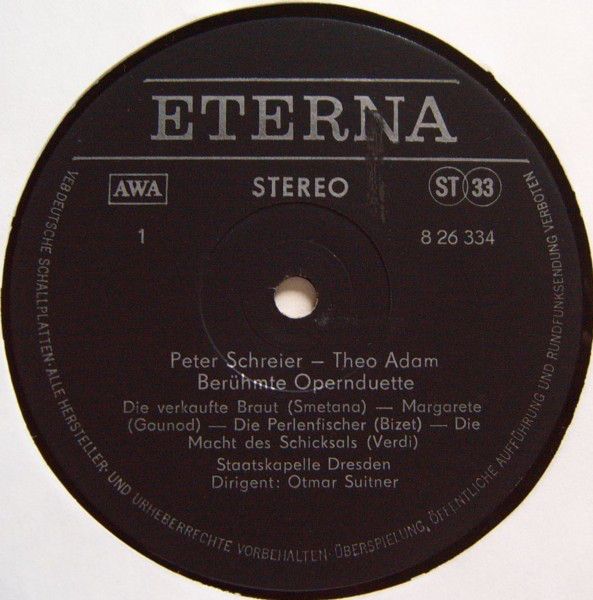 ETERNA
AWA
STEREO
ST 33
1
8 26 334
Peter Schreier – Theo Adam
Berühmte Opernduette
Die verkaufte Braut (Smetana) — Margarete
(Gounod) — Die Perlenfischer (Bizet) — Die
Macht des Schicksals (Verdi)
Staatskapelle Dresden
Dirigent: Otmar Suitner
VEB DEUTSCHE SCHALLPLATTEN · ALLE HERSTELLER- UND URHEBERRECHTE VORBEHALTEN · ÜBERSPIELUNG, ÖFFENTLICHE AUFFÜHRUNG UND RUNDFUNKSENDUNG VERBOTEN